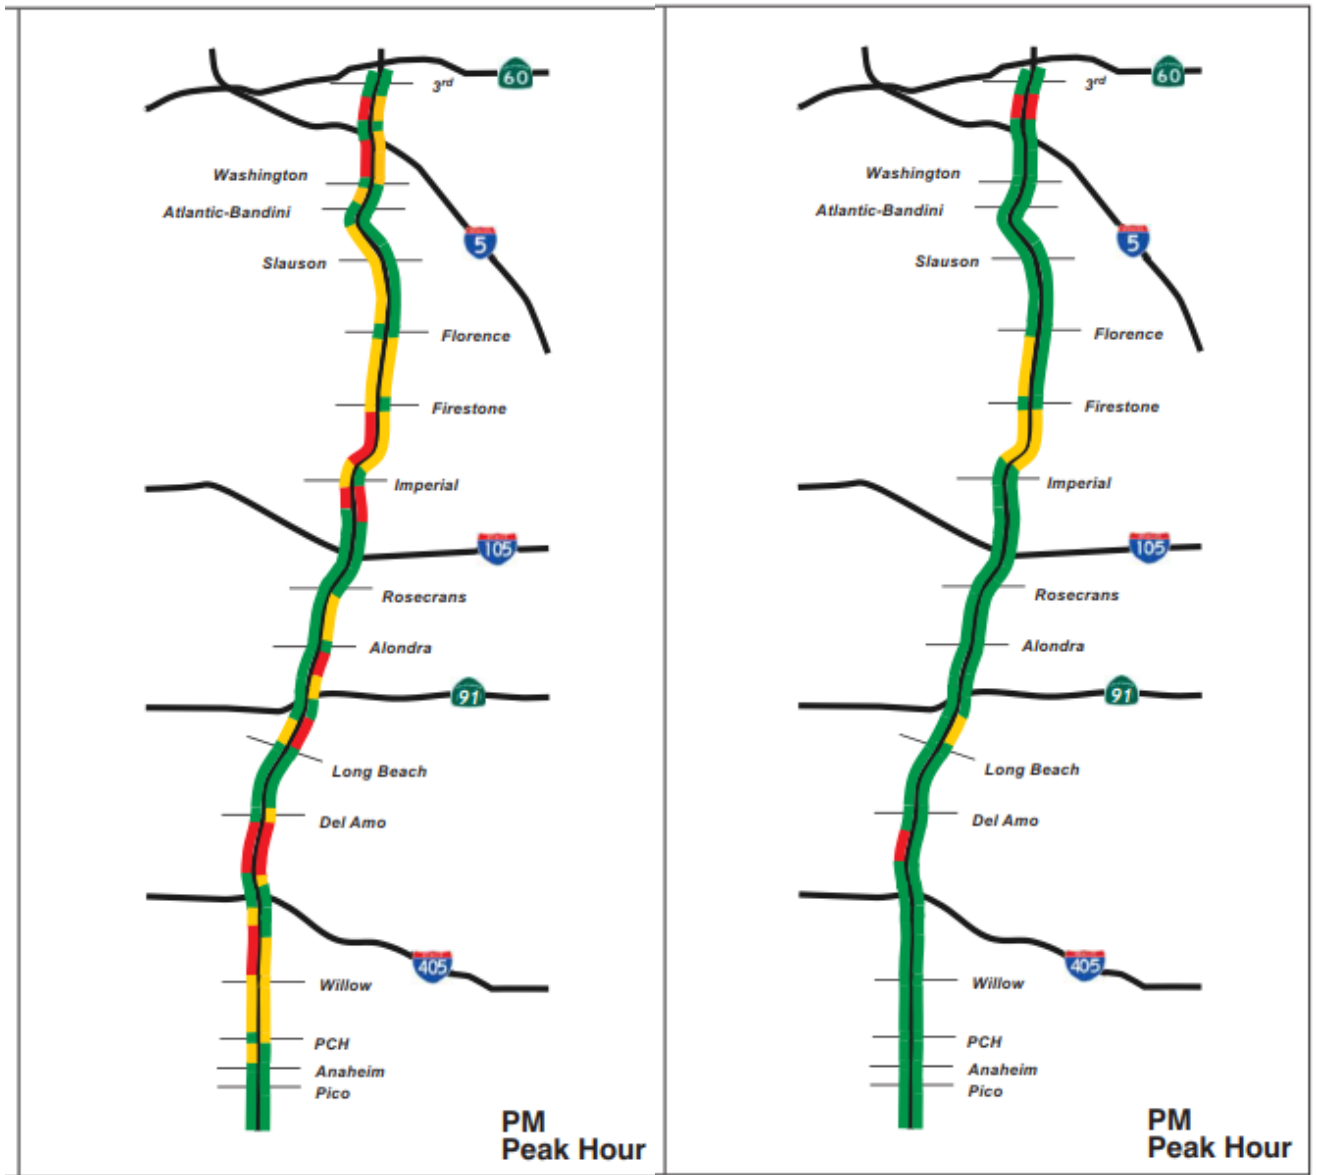 60
3rd
Washington
Atlantic-Bandini
5
Slauson
Florence
Firestone
Imperial
105
Rosecrans
Alondra
91
Long Beach
Del Amo
405
Willow
PCH
Anaheim
Pico
PM
Peak Hour
60
3rd
Washington
Atlantic-Bandini
5
Slauson
Florence
Firestone
Imperial
105
Rosecrans
Alondra
91
Long Beach
Del Amo
405
Willow
PCH
Anaheim
Pico
PM
Peak Hour